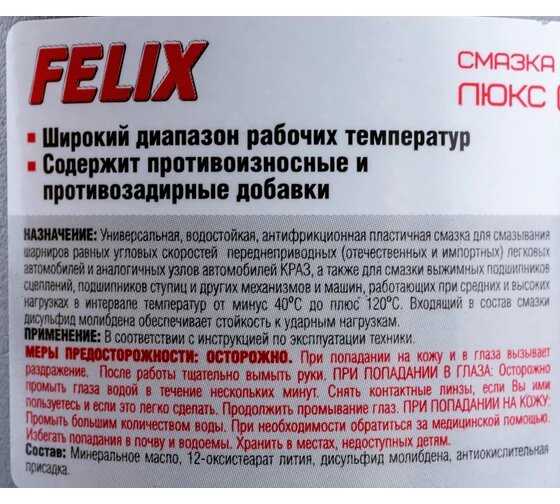 FELIX
СМАЗКА
ЛЮКС
▪ Широкий диапазон рабочих температур
▪ Содержит противоизносные и
противозадирные добавки
НАЗНАЧЕНИЕ: Универсальная, водостойкая, антифрикционная пластичная смазка для смазывания
шарниров равных угловых скоростей переднеприводных (отечественных и импортных) легковых
автомобилей и аналогичных узлов автомобилей КРАЗ, а также для смазки выжимных подшипников
сцеплений, подшипников ступиц и других механизмов и машин, работающих при средних и высоких
нагрузках в интервале температур от минус 40⁰С до плюс 120⁰С. Входящий в состав смазки
дисульфид молибдена обеспечивает стойкость к ударным нагрузкам.
ПРИМЕНЕНИЕ: В соответствии с инструкцией по эксплуатации техники.
МЕРЫ ПРЕДОСТОРОЖНОСТИ: ОСТОРОЖНО. При попадании на кожу и в глаза вызывает
раздражение. После работы тщательно вымыть руки. ПРИ ПОПАДАНИИ В ГЛАЗА: Осторожно
промыть глаза водой в течение нескольких минут. Снять контактные линзы, если Вы ими
пользуетесь и если это легко сделать. Продолжить промывание глаз. ПРИ ПОПАДАНИИ НА КОЖУ:
Промыть большим количеством воды. При необходимости обратиться за медицинской помощью.
Избегать попадания в почву и водоемы. Хранить в местах, недоступных детям.
Состав: Минеральное масло, 12-оксистеарат лития, дисульфид молибдена, антиокислительная
присадка.